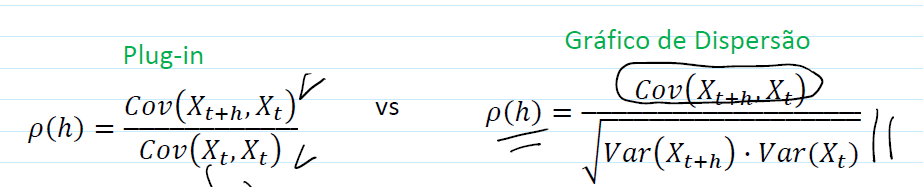 Plug-in
Gráfico de Dispersão
ρ(h) = Cov(X_{t+h}, X_t) / Cov(X_t, X_t) vs ρ(h) = Cov(X_{t+h}, X_t) / √(Var(X_{t+h}) · Var(X_t))